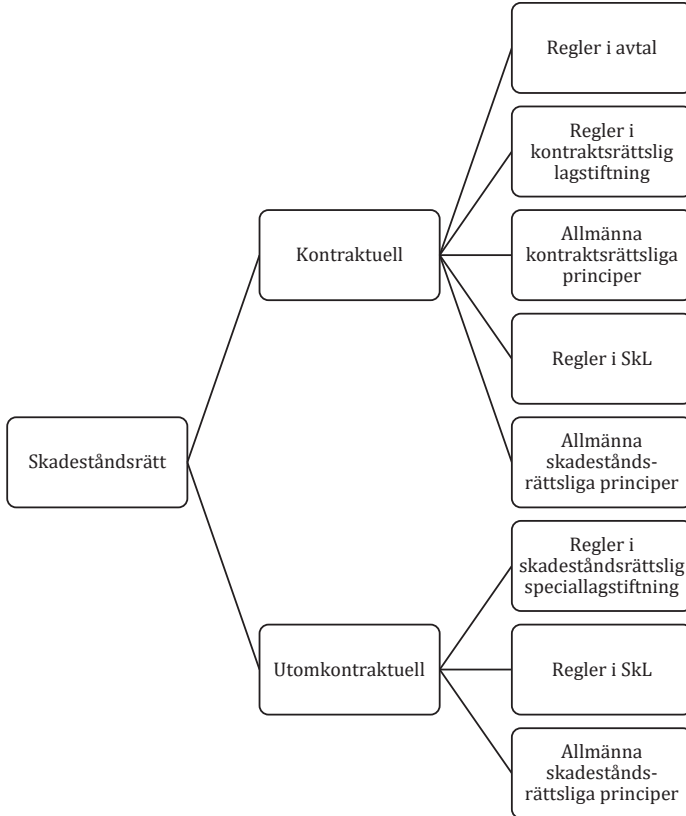 Skadeståndsrätt
Kontraktuell
Regler i avtal
Regler i
kontraktsrättslig
lagstiftning
Allmänna
kontraktsrättsliga
principer
Regler i SkL
Allmänna
skadestånds-
rättsliga principer
Utomkontraktuell
Regler i
skadeståndsrättslig
speciallagstiftning
Regler i SkL
Allmänna
skadestånds-
rättsliga principer